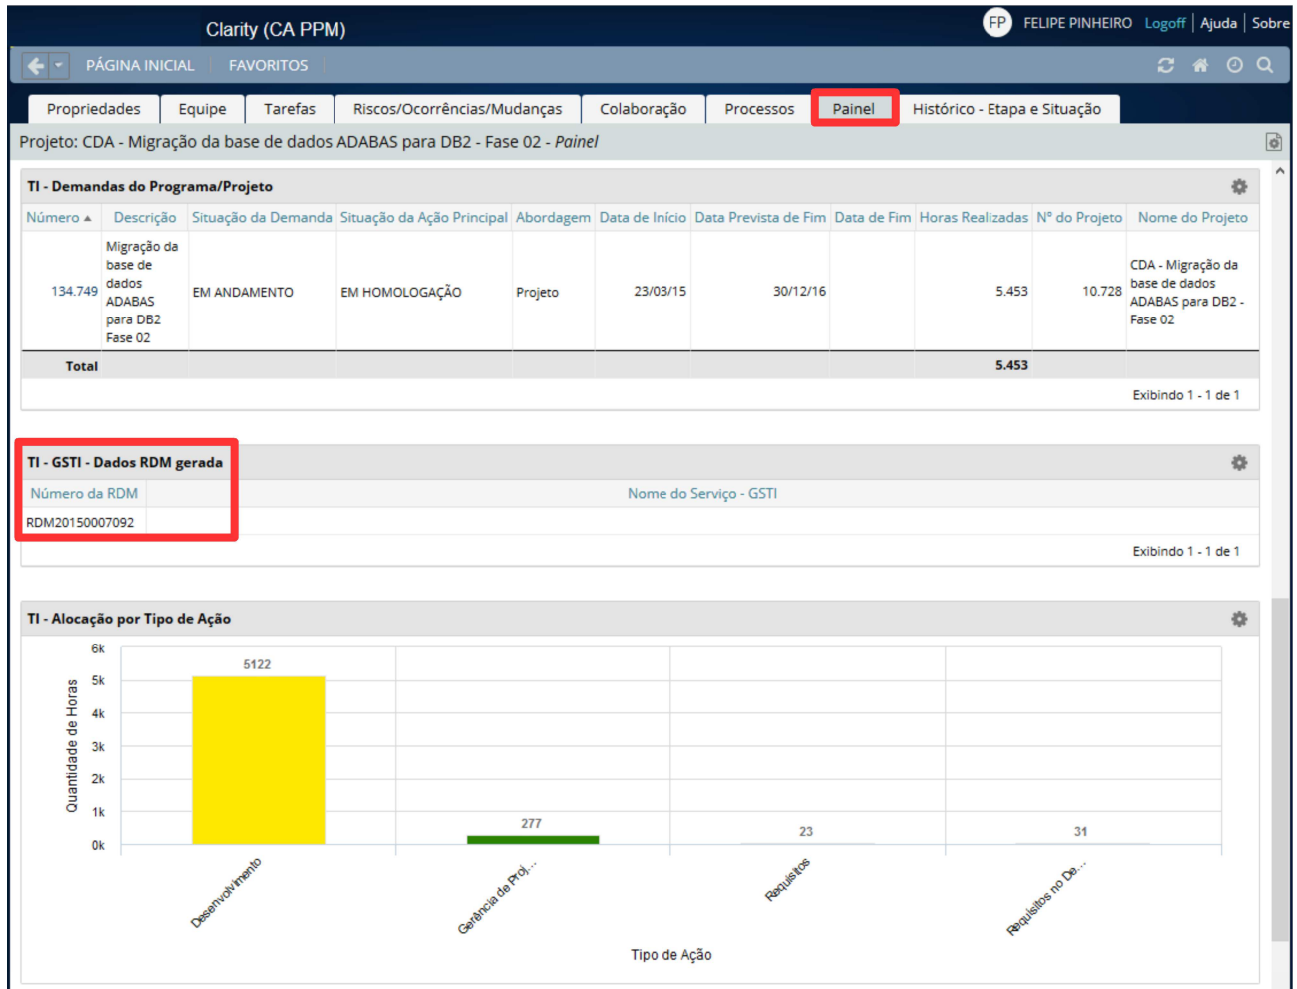 Clarity (CA PPM)
FP FELIPE PINHEIRO Logoff | Ajuda | Sobre
PÁGINA INICIAL FAVORITOS
Propriedades Equipe Tarefas Riscos/Ocorrências/Mudanças Colaboração Processos Painel Histórico - Etapa e Situação
Projeto: CDA - Migração da base de dados ADABAS para DB2 - Fase 02 - Painel
TI - Demandas do Programa/Projeto
Número Descrição Situação da Demanda Situação da Ação Principal Abordagem Data de Início Data Prevista de Fim Data de Fim Horas Realizadas Nº do Projeto Nome do Projeto
134.749
Migração da
base de
dados
ADABAS
para DB2
Fase 02
EM ANDAMENTO EM HOMOLOGAÇÃO Projeto 23/03/15 30/12/16 5.453 10.728
CDA - Migração da
base de dados
ADABAS para DB2 -
Fase 02
Total 5.453
Exibindo 1 - 1 de 1
TI - GSTI - Dados RDM gerada
Número da RDM Nome do Serviço - GSTI
RDM20150007092
Exibindo 1 - 1 de 1
TI - Alocação por Tipo de Ação
Quantidade de Horas
6k
5k
4k
3k
2k
1k
0k
5122
277
23
31
Desenvolvimento
Gerência de Proj...
Requisitos
Requisitos no De...
Tipo de Ação